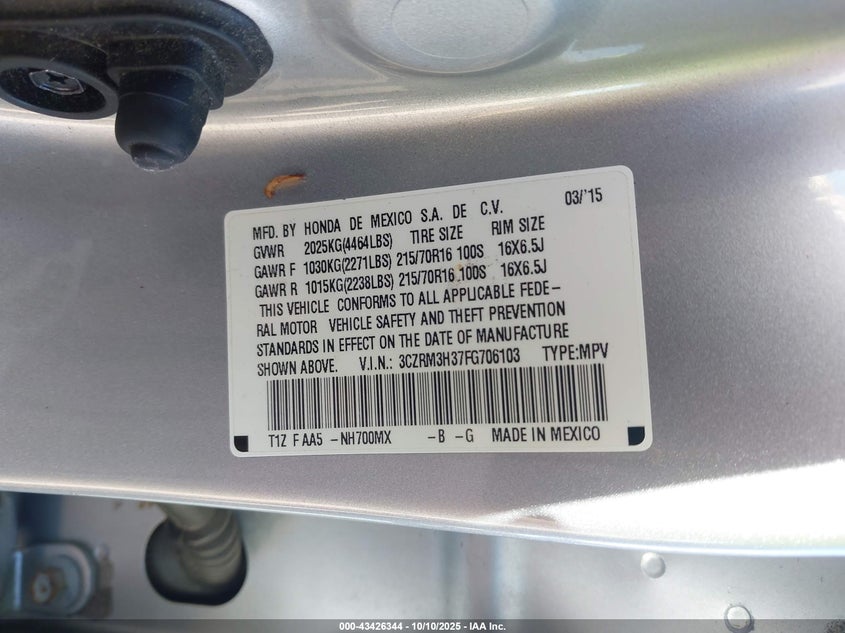 MFD. BY HONDA DE MEXICO S.A. DE C.V. 03/'15
GVWR 2025KG(4464LBS) TIRE SIZE RIM SIZE
GAWR F 1030KG(2271LBS) 215/70R16 100S 16X6.5J
GAWR R 1015KG(2238LBS) 215/70R16 100S 16X6.5J
THIS VEHICLE CONFORMS TO ALL APPLICABLE FEDE-
RAL MOTOR VEHICLE SAFETY AND THEFT PREVENTION
STANDARDS IN EFFECT ON THE DATE OF MANUFACTURE
SHOWN ABOVE. V.I.N.: 3CZRM3H37FG706103 TYPE:MPV
T1Z F AA5 -NH700MX -B -G MADE IN MEXICO
000-43426344 | 10/10/2025 - IAA Inc.